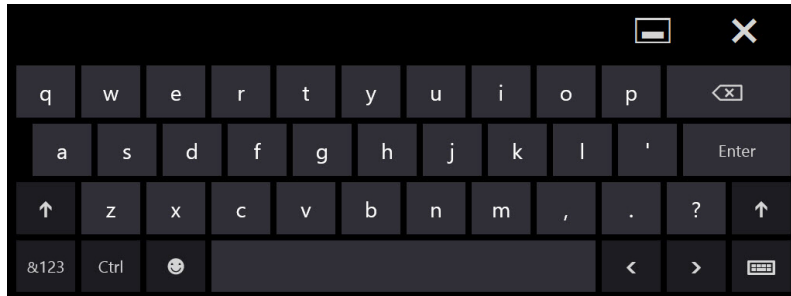 q w e r t y u i o p
a s d f g h j k l ' Enter
z x c v b n m , . ?
&123 Ctrl < >